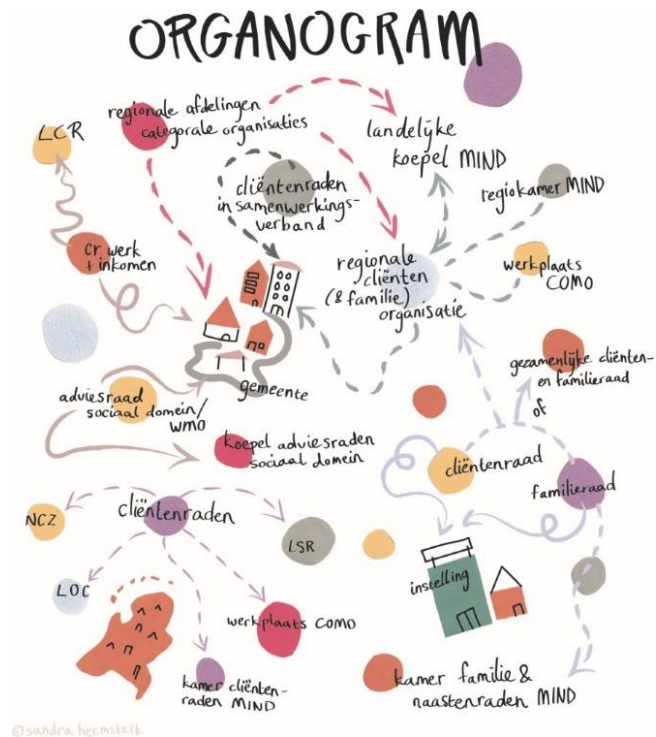 ORGANOGRAM
regionale afdelingen
categorale organisaties
LCR
landelijke
koepel MIND
cliëntenraden
in samenwerkings-
verband
regiokamer MIND
cr werk
+ inkomen
regionale
cliënten
(& familie)
organisatie
werkplaats
COMO
gemeente
gezamenlijke cliënten-
en familieraad
of
adviesraad
sociaal domein/
WMO
koepel adviesraden
sociaal domein
cliëntenraad
familieraad
cliëntenraden
NCZ
LSR
LOC
instelling
werkplaats COMO
kamer cliënten-
raden MIND
kamer familie &
naastenraden MIND
©sandra heemskerk